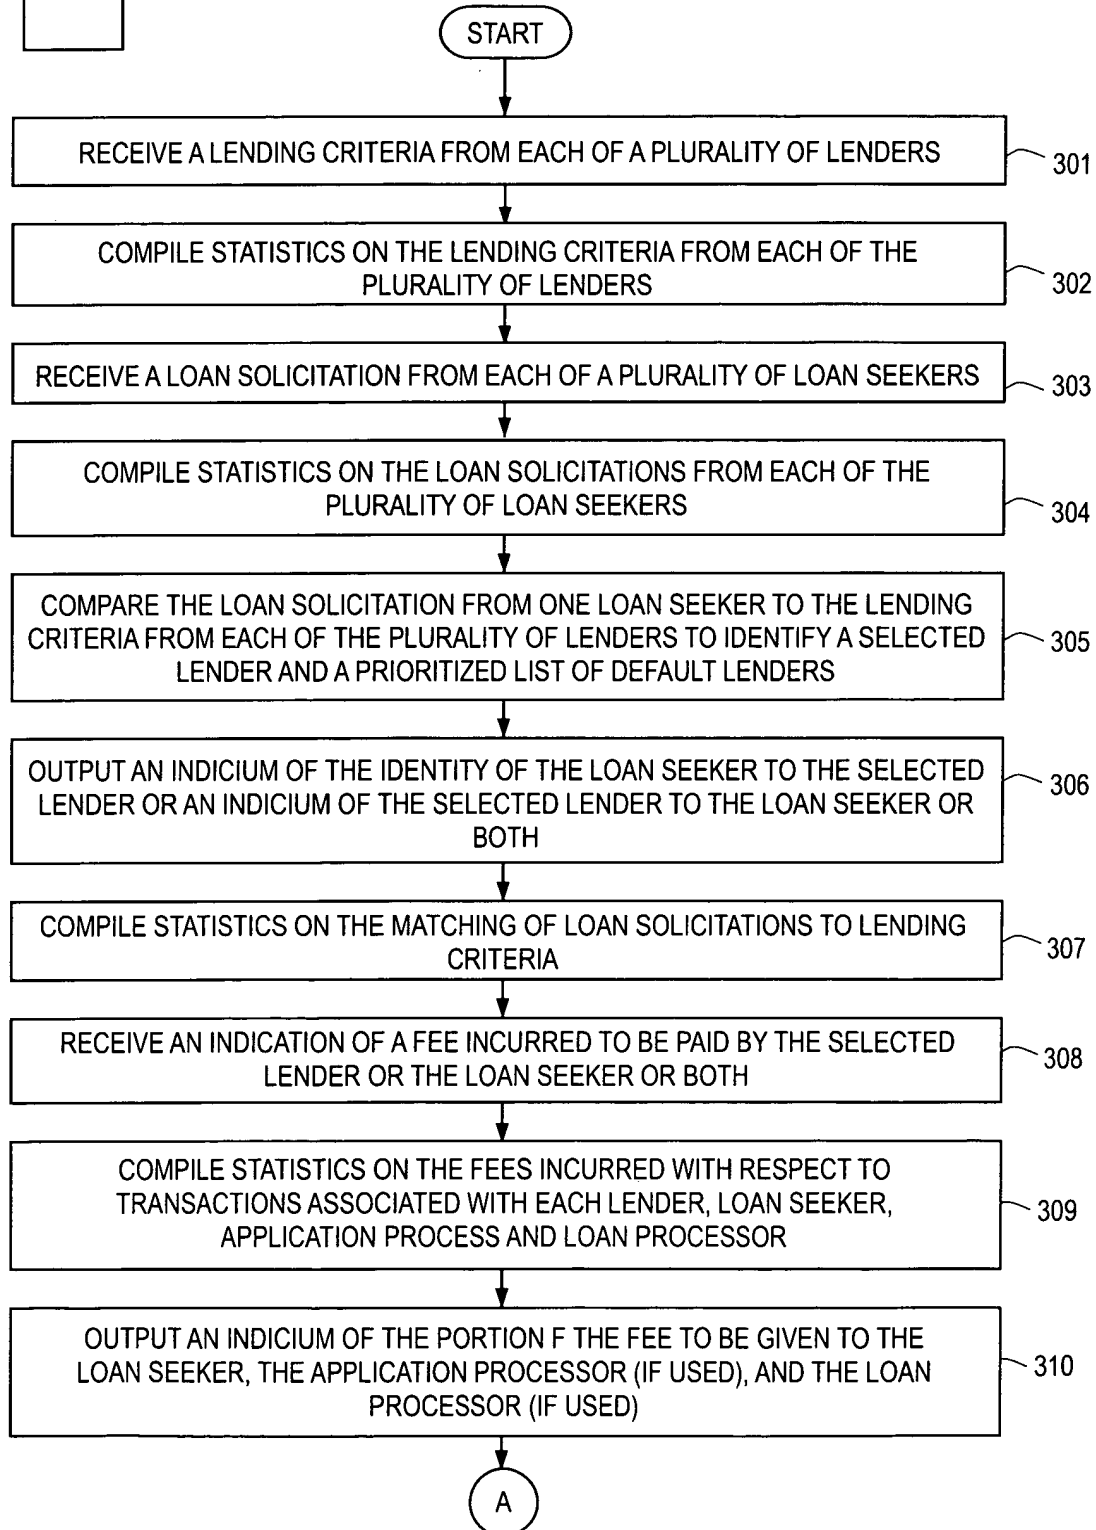 START
RECEIVE A LENDING CRITERIA FROM EACH OF A PLURALITY OF LENDERS
301
COMPILE STATISTICS ON THE LENDING CRITERIA FROM EACH OF THE
PLURALITY OF LENDERS
302
RECEIVE A LOAN SOLICITATION FROM EACH OF A PLURALITY OF LOAN SEEKERS
303
COMPILE STATISTICS ON THE LOAN SOLICITATIONS FROM EACH OF THE
PLURALITY OF LOAN SEEKERS
304
COMPARE THE LOAN SOLICITATION FROM ONE LOAN SEEKER TO THE LENDING
CRITERIA FROM EACH OF THE PLURALITY OF LENDERS TO IDENTIFY A SELECTED
LENDER AND A PRIORITIZED LIST OF DEFAULT LENDERS
305
OUTPUT AN INDICIUM OF THE IDENTITY OF THE LOAN SEEKER TO THE SELECTED
LENDER OR AN INDICIUM OF THE SELECTED LENDER TO THE LOAN SEEKER OR
BOTH
306
COMPILE STATISTICS ON THE MATCHING OF LOAN SOLICITATIONS TO LENDING
CRITERIA
307
RECEIVE AN INDICATION OF A FEE INCURRED TO BE PAID BY THE SELECTED
LENDER OR THE LOAN SEEKER OR BOTH
308
COMPILE STATISTICS ON THE FEES INCURRED WITH RESPECT TO
TRANSACTIONS ASSOCIATED WITH EACH LENDER, LOAN SEEKER,
APPLICATION PROCESS AND LOAN PROCESSOR
309
OUTPUT AN INDICIUM OF THE PORTION F THE FEE TO BE GIVEN TO THE
LOAN SEEKER, THE APPLICATION PROCESSOR (IF USED), AND THE LOAN
PROCESSOR (IF USED)
310
A